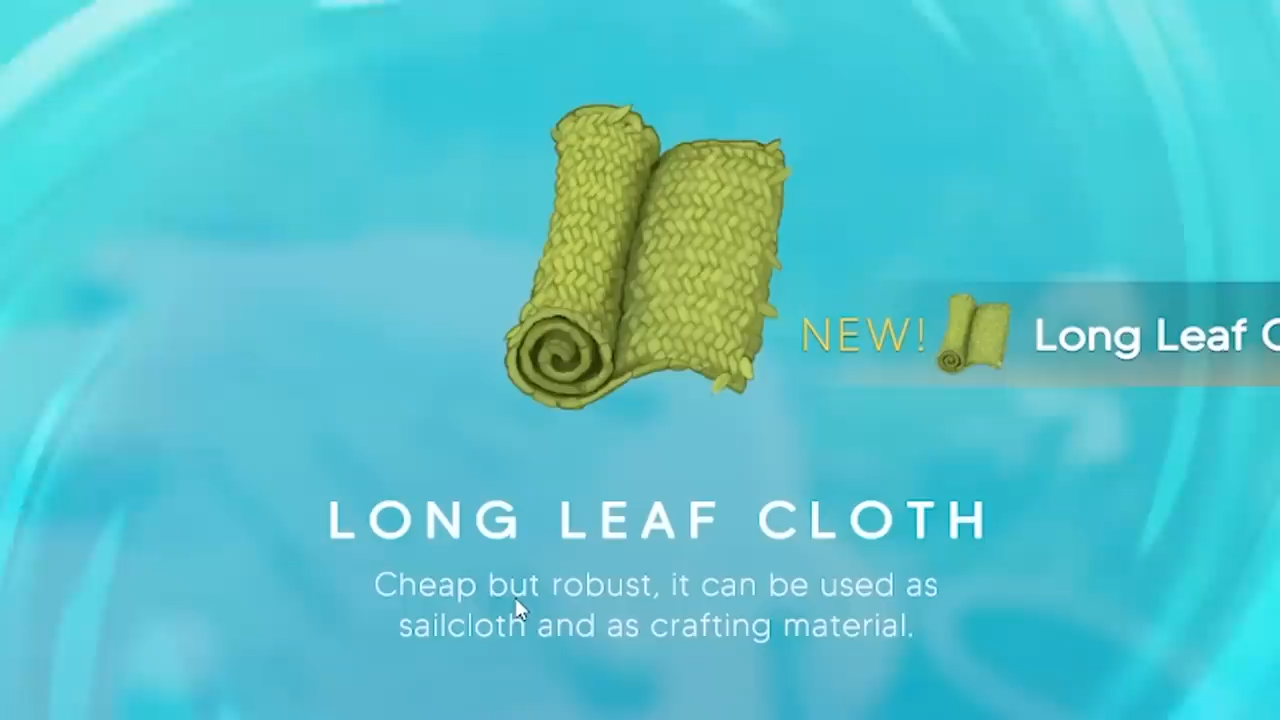 NEW! Long Leaf C
LONG LEAF CLOTH
Cheap but robust, it can be used as
sailcloth and as crafting material.